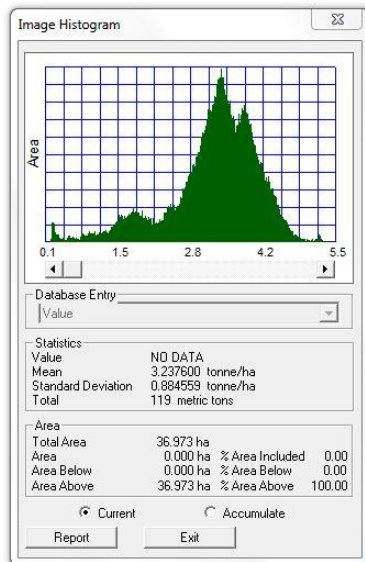 Image Histogram
Area
0.1 1.5 2.8 4.2 5.5
Database Entry
Value
Statistics
Value NO DATA
Mean 3.237600 tonne/ha
Standard Deviation 0.884559 tonne/ha
Total 119 metric tons
Area
Total Area 36.973 ha
Area 0.000 ha % Area Included 0.00
Area Below 0.000 ha % Area Below 0.00
Area Above 36.973 ha % Area Above 100.00
Current Accumulate
Report Exit